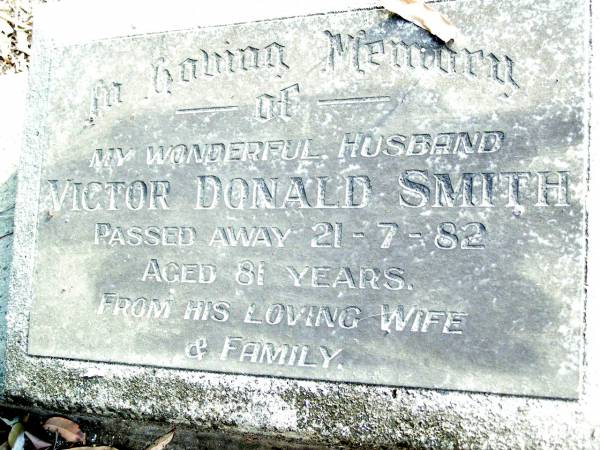 In Loving Memory
— of —
MY WONDERFUL HUSBAND
VICTOR DONALD SMITH
PASSED AWAY 21-7-82
AGED 81 YEARS.
FROM HIS LOVING WIFE
& FAMILY.